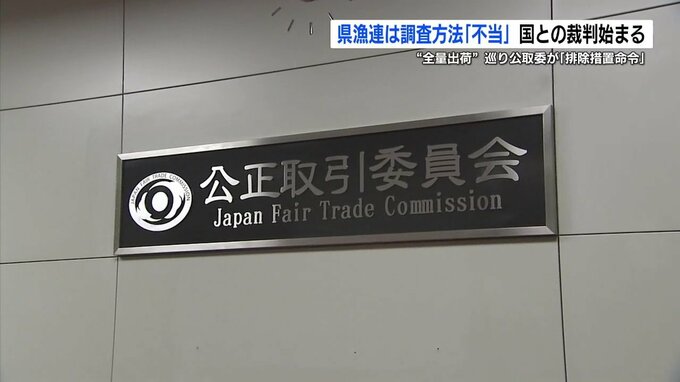 県漁連は調査方法「不当」 国との裁判始まる
“全量出荷” 巡り公取委が「排除措置命令」
JAPAN FAIR TRADE COMMISSION
公正取引委員会
Japan Fair Trade Commission